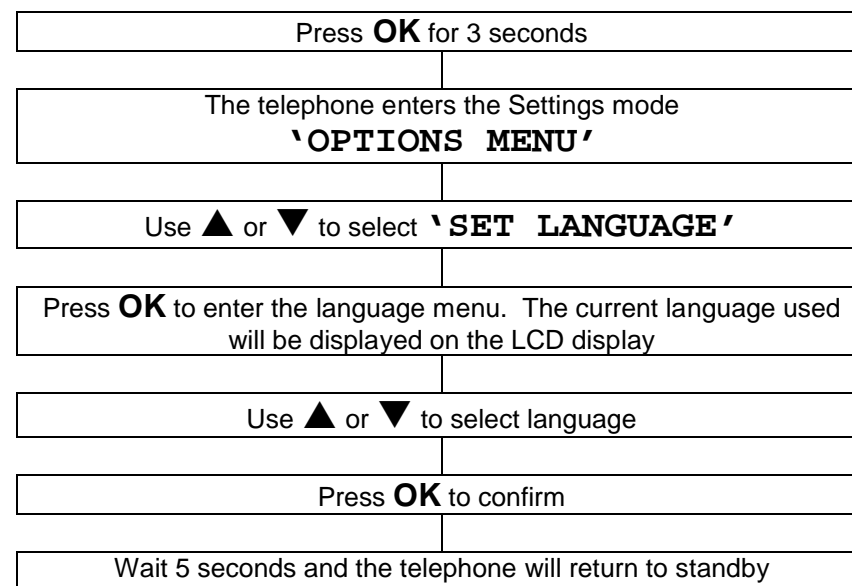 Press OK for 3 seconds
The telephone enters the Settings mode
‘OPTIONS MENU’
Use ▲ or ▼ to select ‘SET LANGUAGE’
Press OK to enter the language menu. The current language used
will be displayed on the LCD display
Use ▲ or ▼ to select language
Press OK to confirm
Wait 5 seconds and the telephone will return to standby